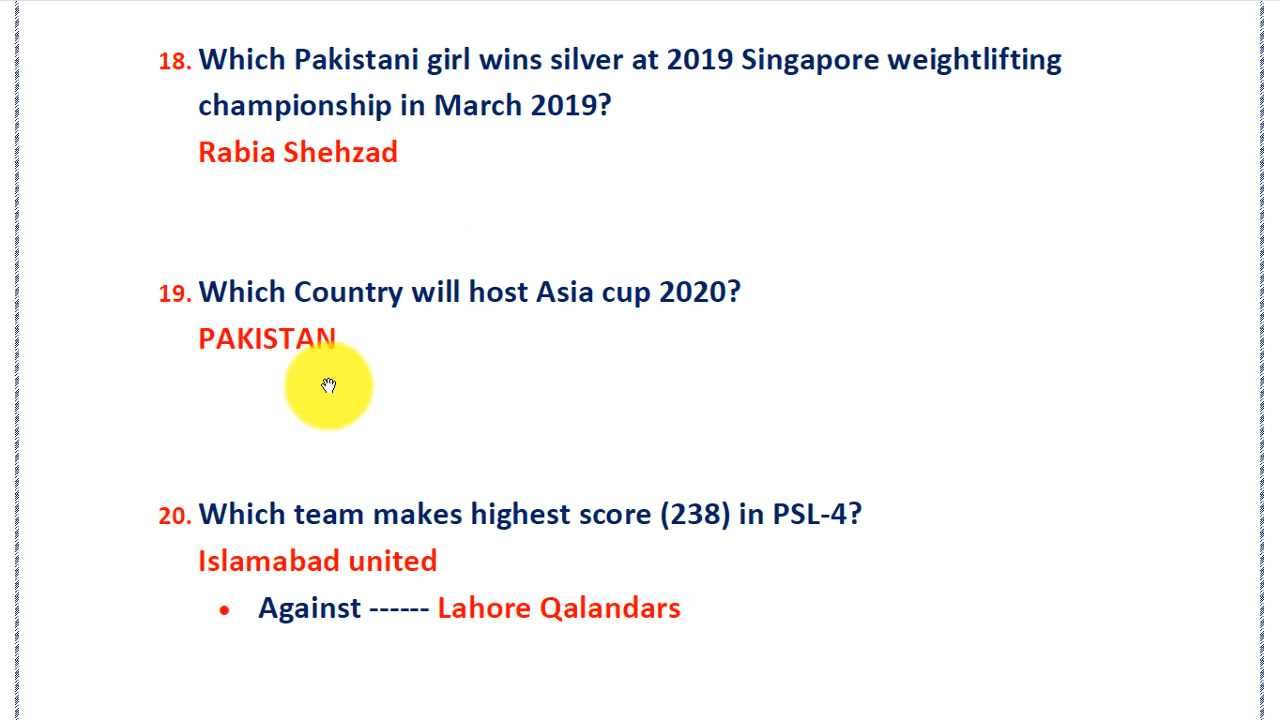 18. Which Pakistani girl wins silver at 2019 Singapore weightlifting
championship in March 2019?
Rabia Shehzad
19. Which Country will host Asia cup 2020?
PAKISTAN
20. Which team makes highest score (238) in PSL-4?
Islamabad united
• Against ------ Lahore Qalandars